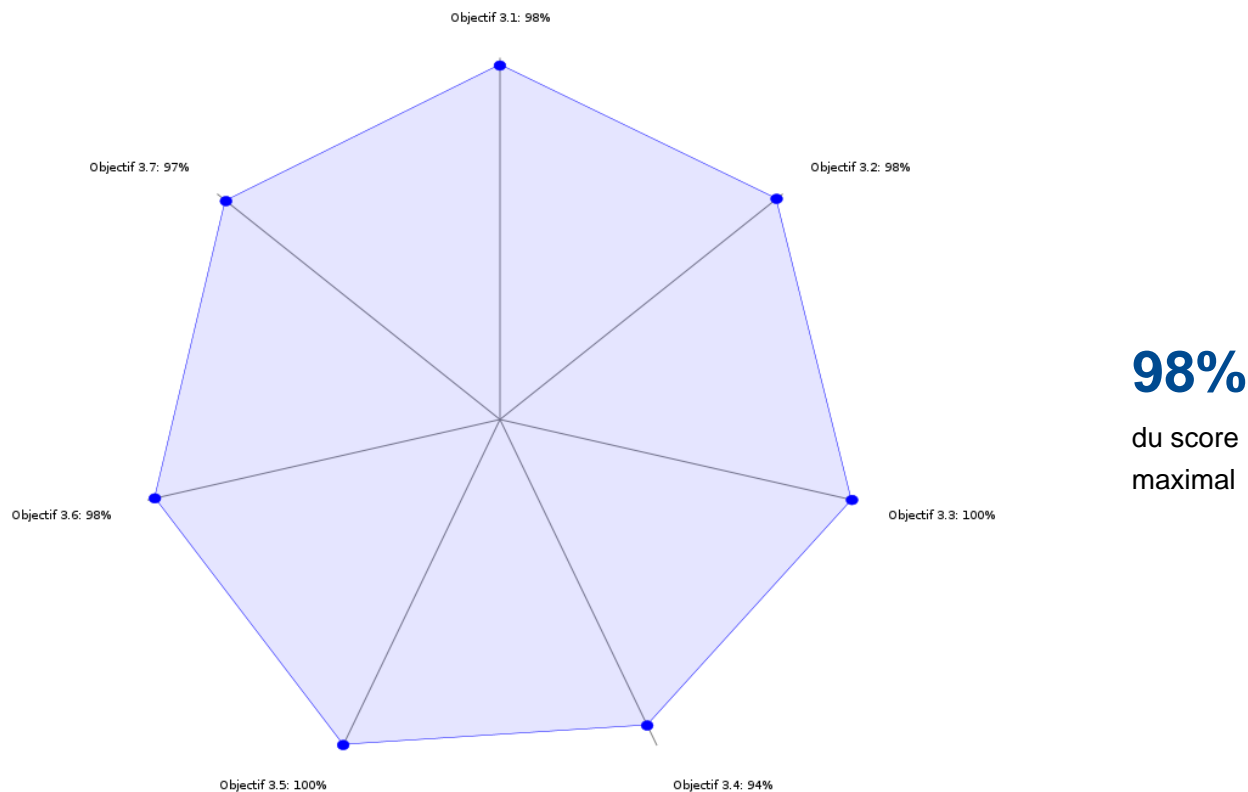 Objectif 3.1: 98%
Objectif 3.7: 97%
Objectif 3.2: 98%
98%
du score
maximal
Objectif 3.6: 98%
Objectif 3.3: 100%
Objectif 3.5: 100%
Objectif 3.4: 94%